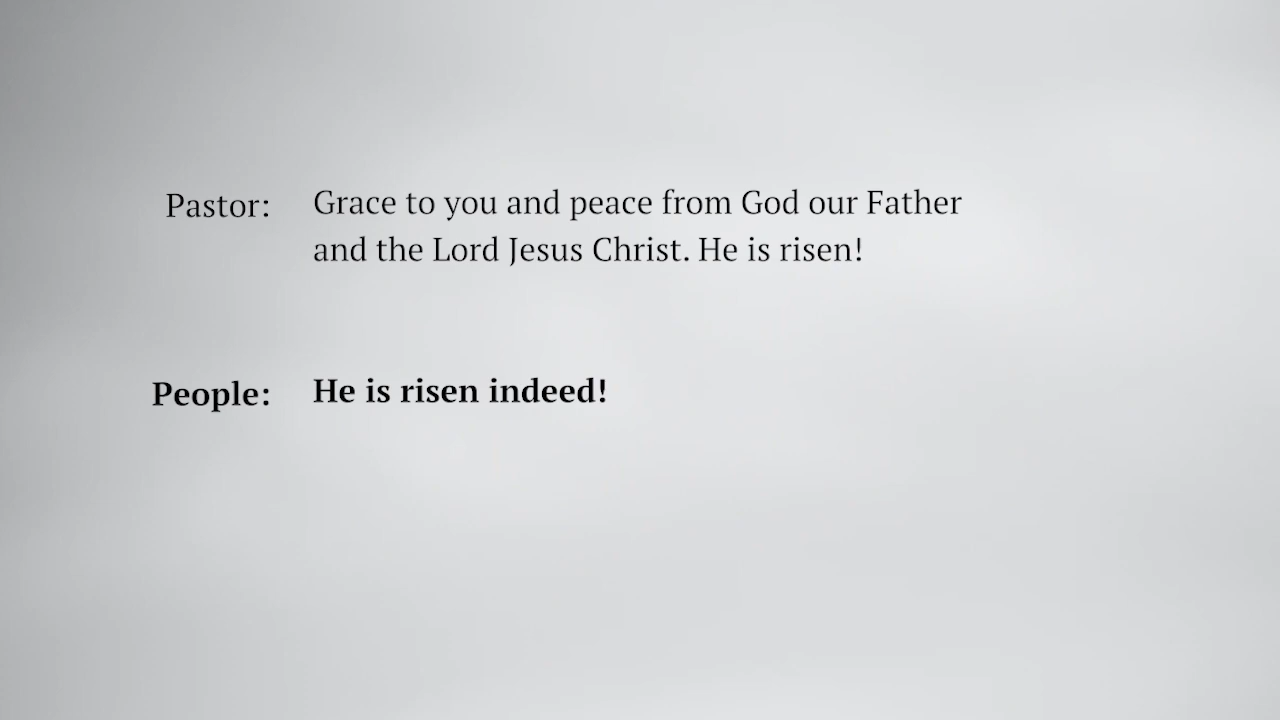 Pastor: Grace to you and peace from God our Father
and the Lord Jesus Christ. He is risen!
People: He is risen indeed!